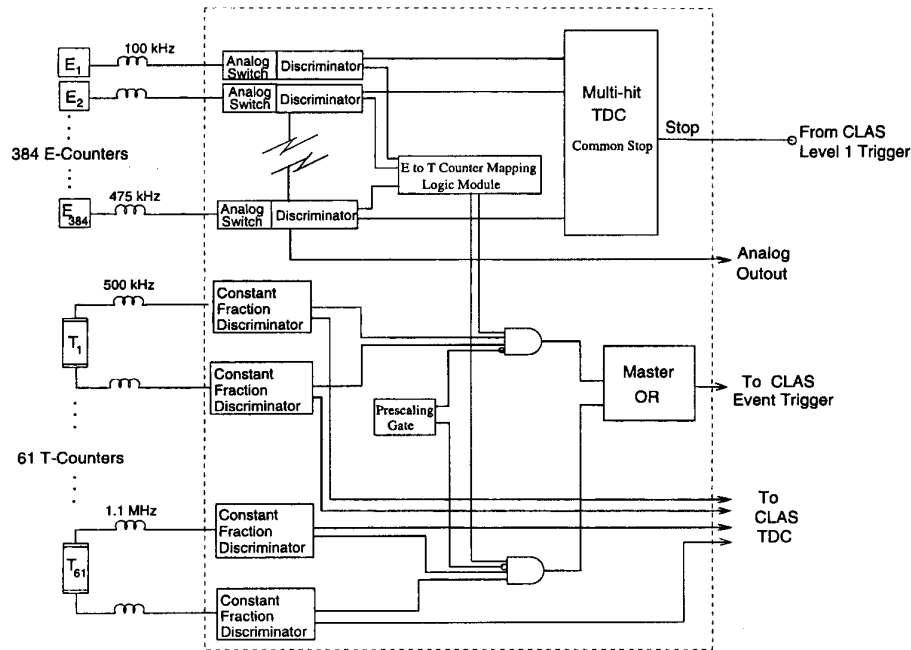 100 kHz
E1
Analog Switch
Discriminator
E2
Analog Switch
Discriminator
384 E-Counters
475 kHz
E384
Analog Switch
Discriminator
E to T Counter Mapping
Logic Module
Multi-hit
TDC
Common Stop
Stop
From CLAS
Level 1 Trigger
Analog
Outout
500 kHz
T1
Constant
Fraction
Discriminator
Constant
Fraction
Discriminator
Prescaling
Gate
Master
OR
To CLAS
Event Trigger
61 T-Counters
1.1 MHz
T61
Constant
Fraction
Discriminator
Constant
Fraction
Discriminator
To
CLAS
TDC